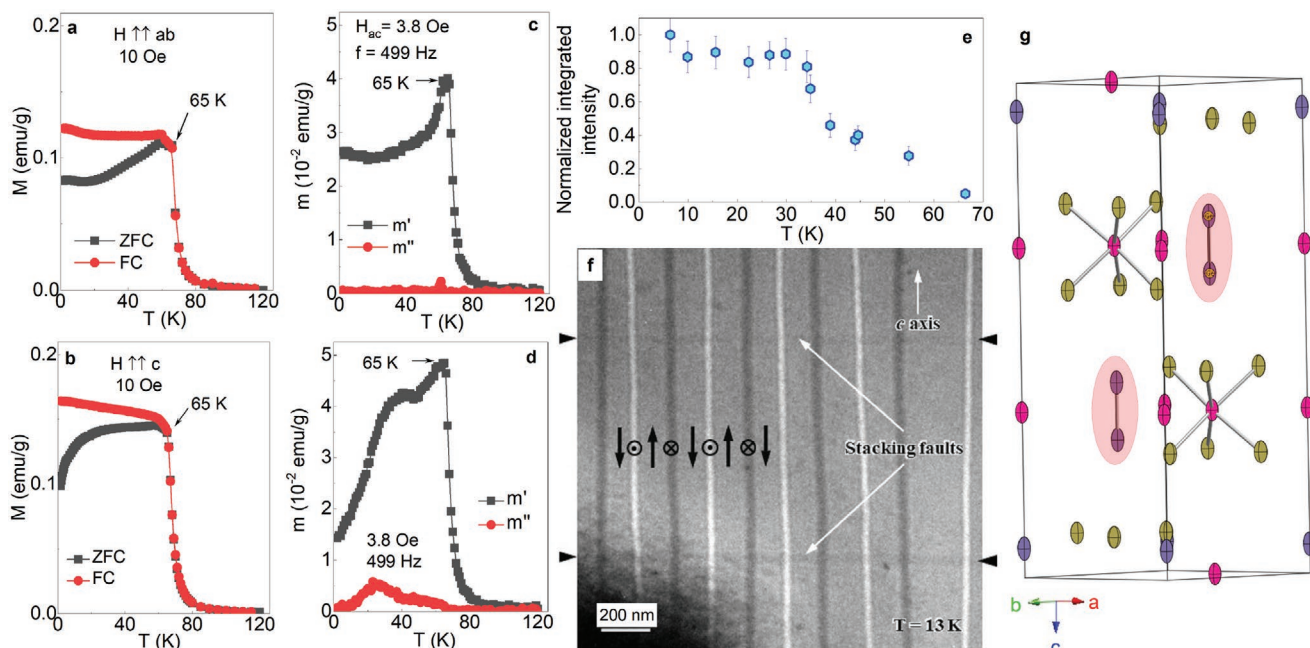 a
0.2
H ↑↑ ab
10 Oe
65 K
0.1
M (emu/g)
ZFC
FC
0.0
0 40 80 120
T (K)
b
0.2
H ↑↑ c
10 Oe
65 K
0.1
M (emu/g)
ZFC
FC
0.0
0 40 80 120
T (K)
c
H_ac = 3.8 Oe
f = 499 Hz
65 K
5
4
3
2
1
0
m (10⁻² emu/g)
m'
m''
0 40 80 120
T (K)
d
65 K
5
4
3
2
1
0
m (10⁻² emu/g)
m'
m''
3.8 Oe
499 Hz
0 40 80 120
T (K)
e
Normalized integrated
intensity
1.0
0.8
0.6
0.4
0.2
0.0
0 10 20 30 40 50 60 70
T (K)
f
c axis
Stacking faults
200 nm
T = 13 K
g
b
a
c